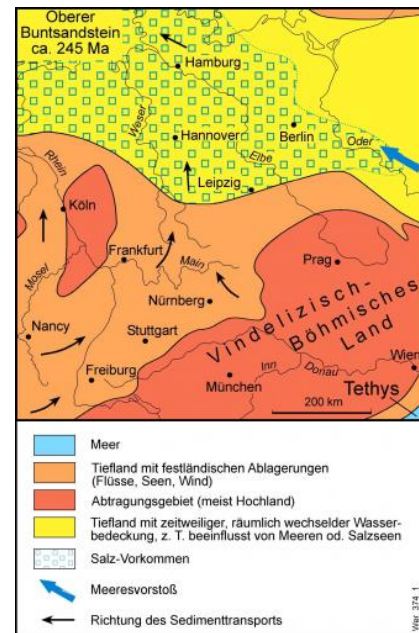 Oberer
Buntsandstein
ca. 245 Ma
Hamburg
Weser
Hannover
Berlin
Oder
Elbe
Leipzig
Rhein
Köln
Mosel
Frankfurt
Main
Prag
Nürnberg
Nancy
Stuttgart
Vindelizisch-
Böhmisches
Land
Freiburg
München
Inn
Donau
Wien
Tethys
200 km
Meer
Tiefland mit festländischen Ablagerungen
(Flüsse, Seen, Wind)
Abtragungsgebiet (meist Hochland)
Tiefland mit zeitweiliger, räumlich wechselder Wasser-
bedeckung, z. T. beeinflusst von Meeren od. Salzseen
Salz-Vorkommen
Meeresvorstoß
Richtung des Sedimenttransports
War_374_1